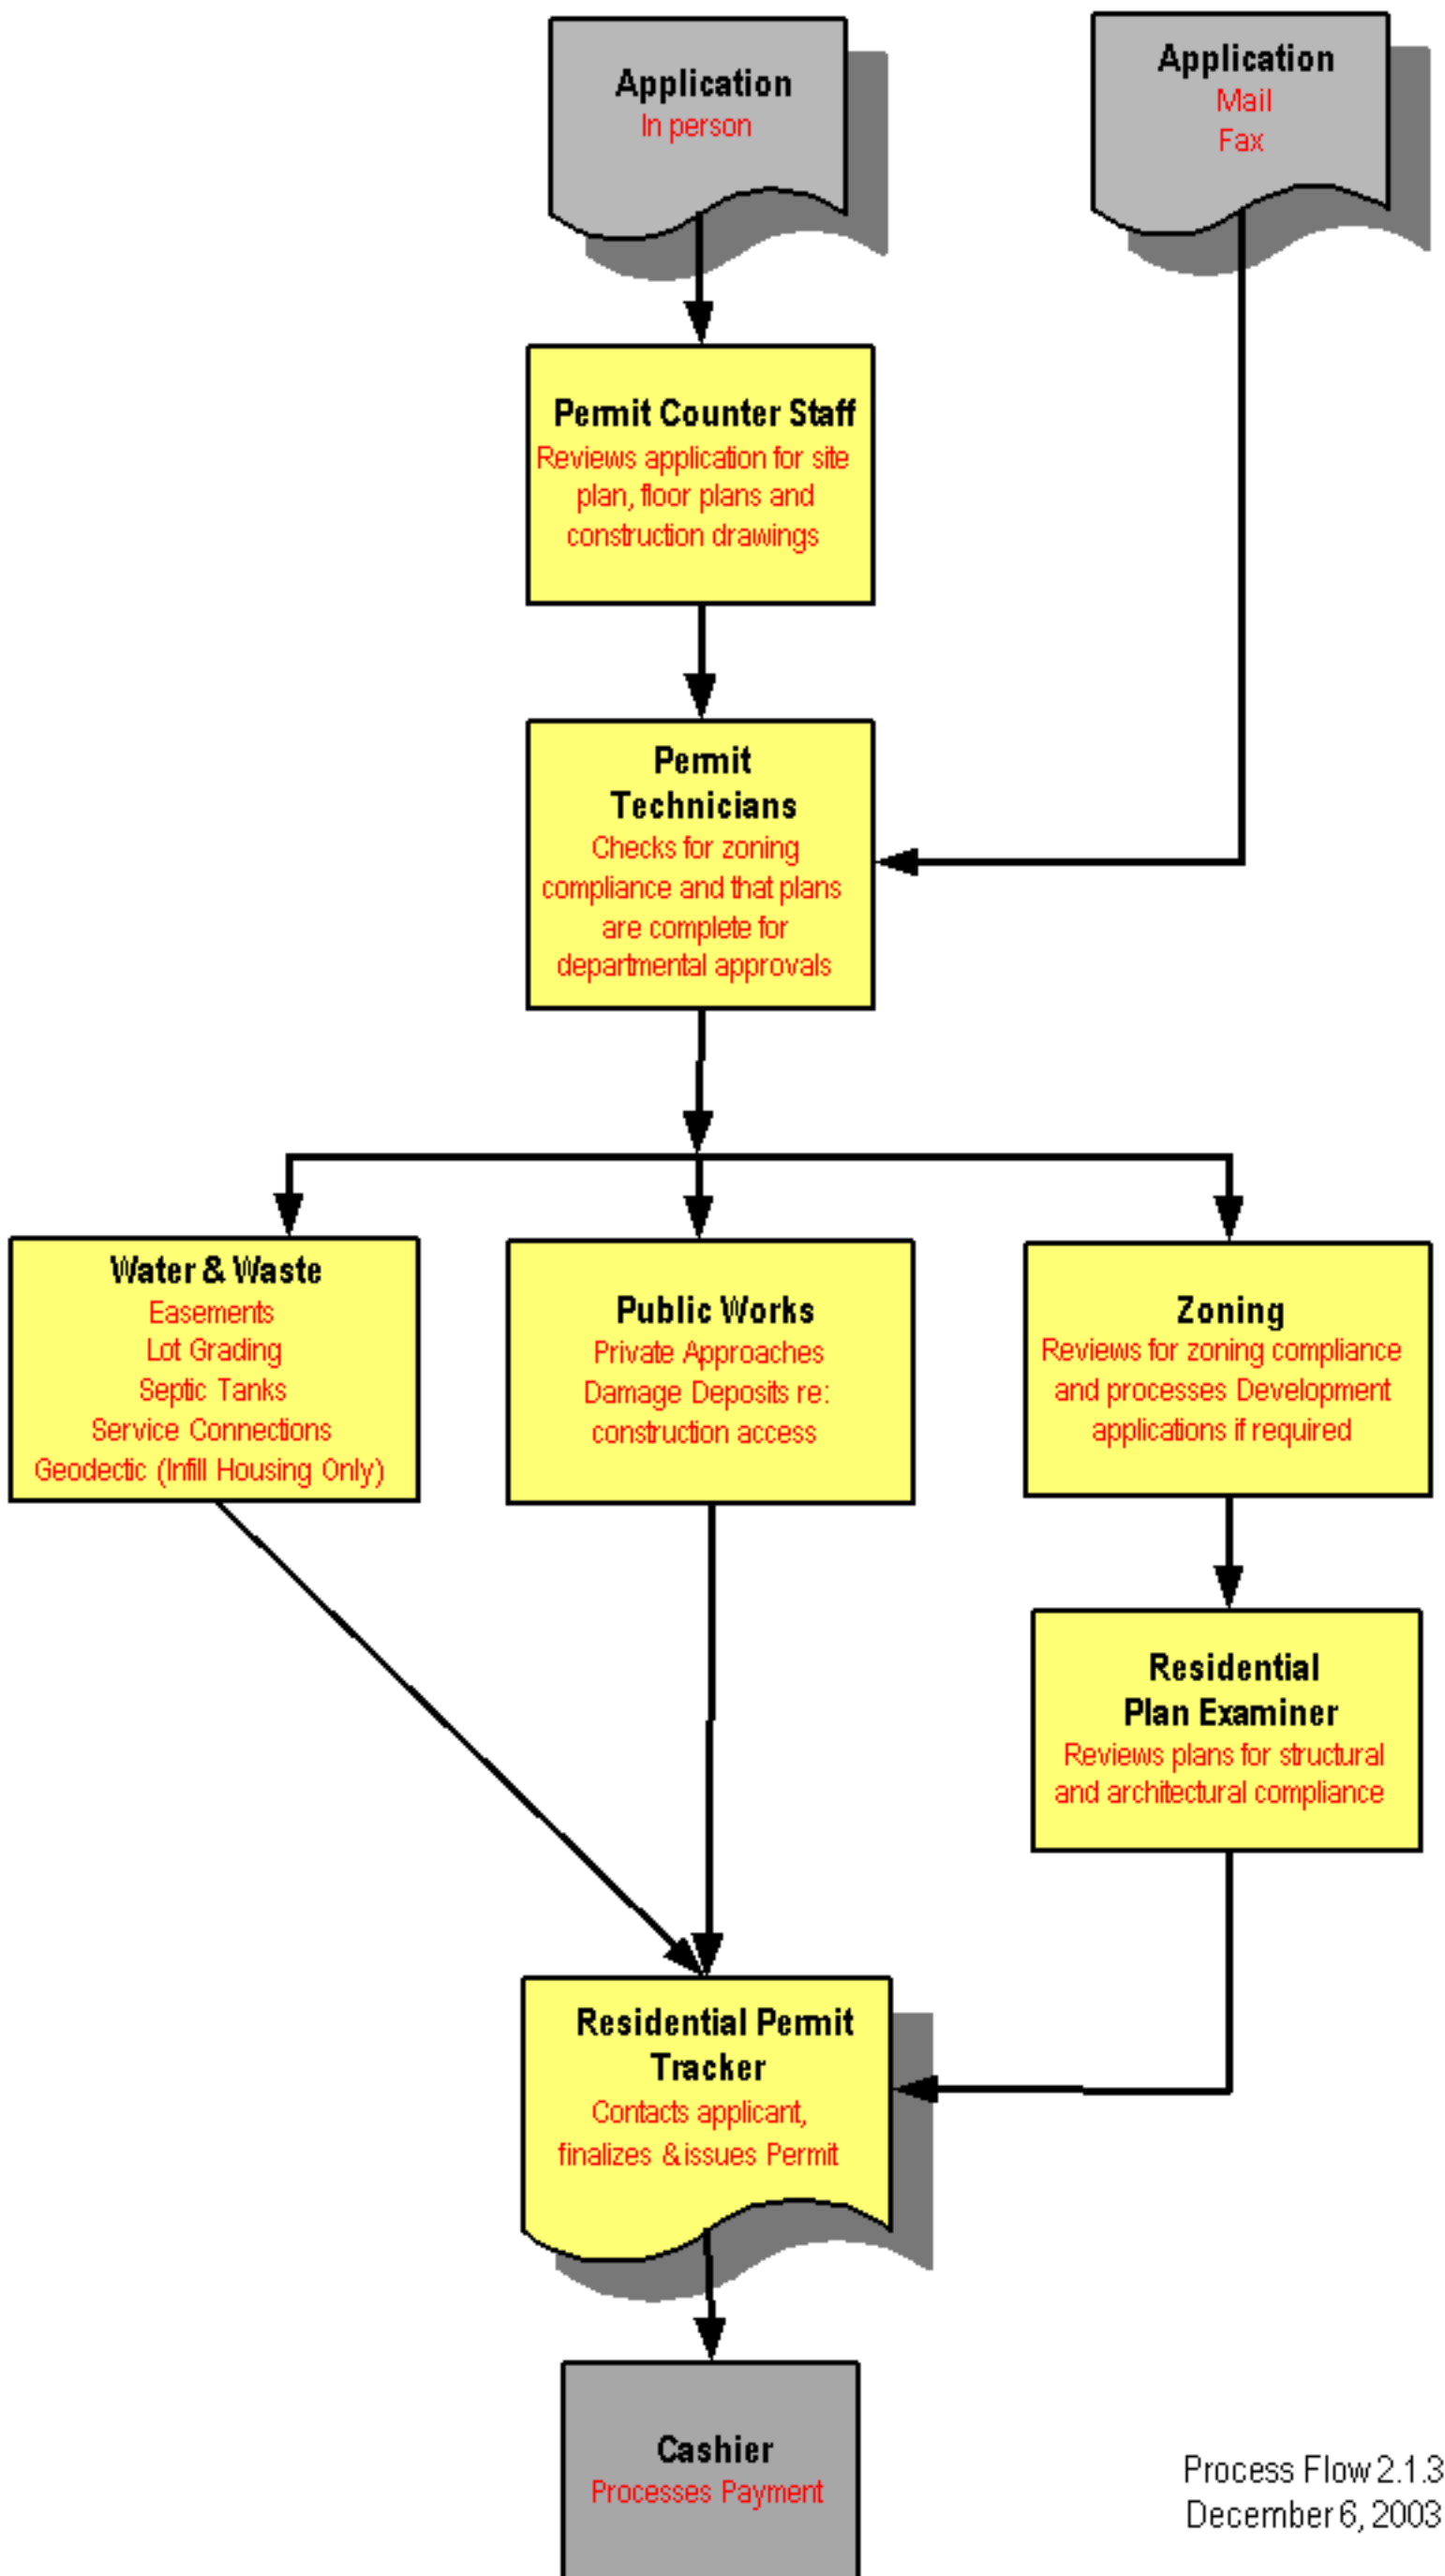 Application
In person
Application
Mail
Fax
Permit Counter Staff
Reviews application for site
plan, floor plans and
construction drawings
Permit
Technicians
Checks for zoning
compliance and that plans
are complete for
departmental approvals
Water & Waste
Easements
Lot Grading
Septic Tanks
Service Connections
Geodectic (Infill Housing Only)
Public Works
Private Approaches
Damage Deposits re:
construction access
Zoning
Reviews for zoning compliance
and processes Development
applications if required
Residential
Plan Examiner
Reviews plans for structural
and architectural compliance
Residential Permit
Tracker
Contacts applicant,
finalizes & issues Permit
Cashier
Processes Payment
Process Flow 2.1.3
December 6, 2003